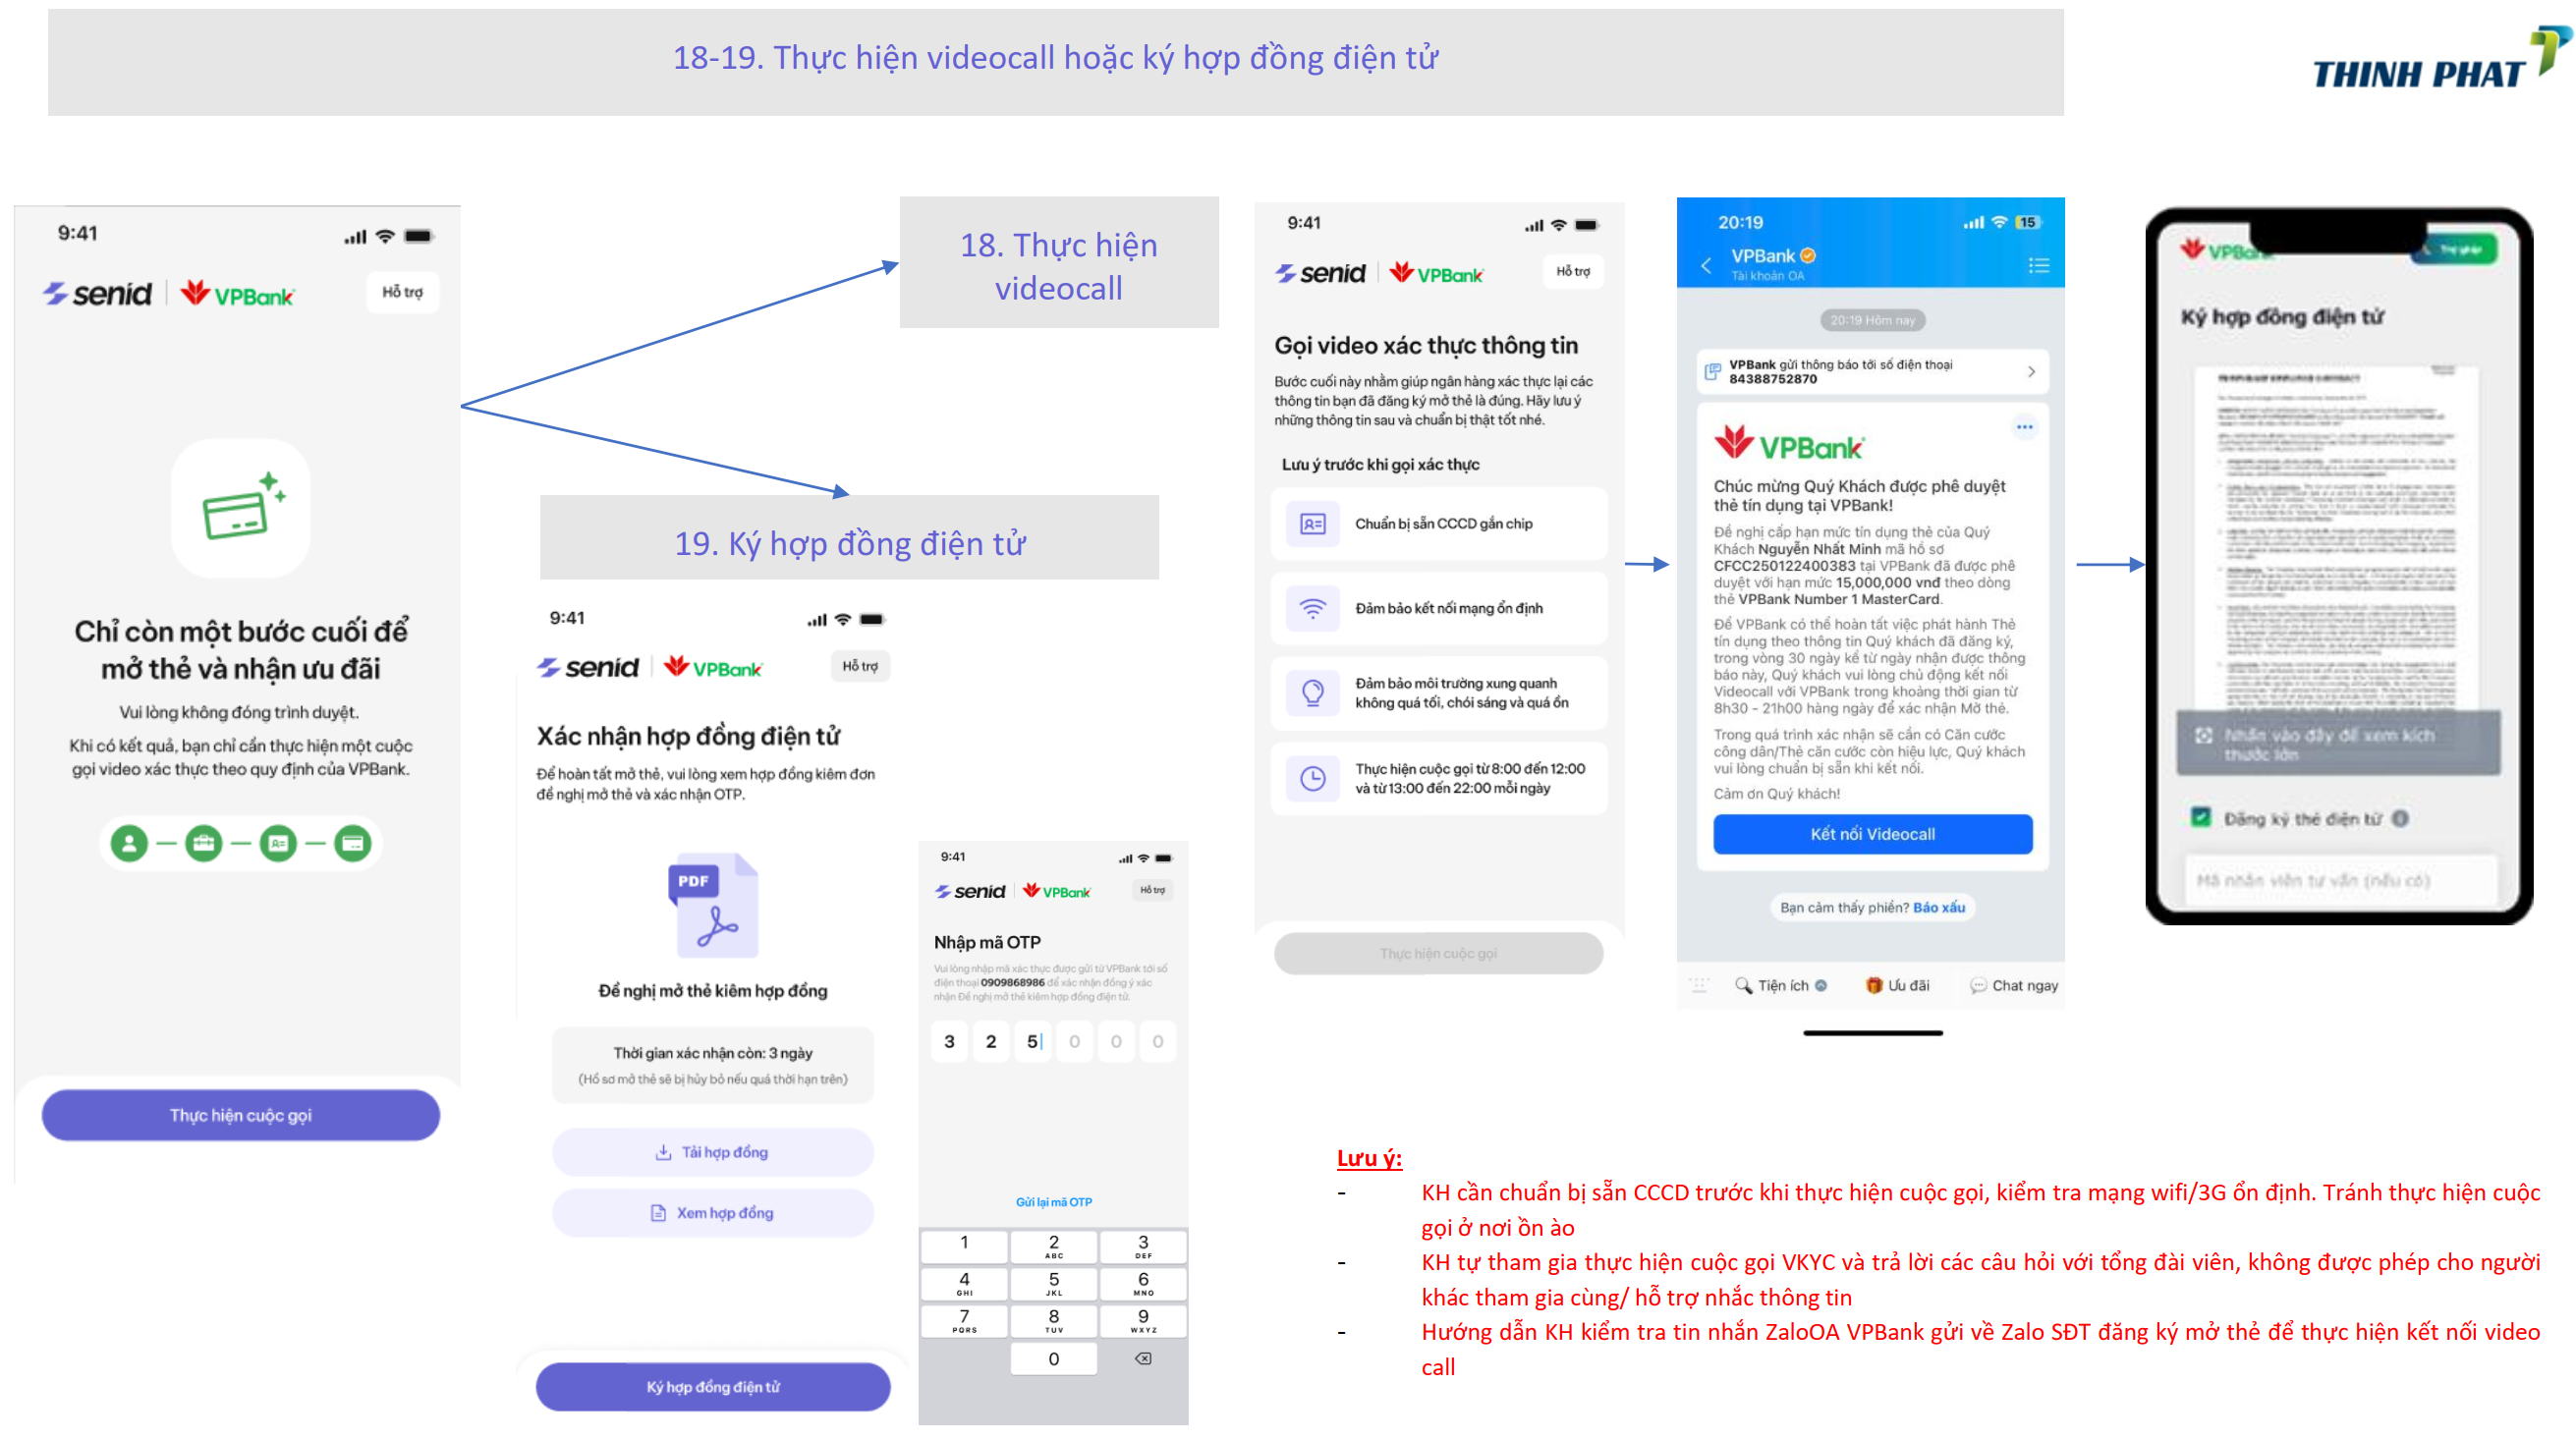 18-19. Thực hiện videocall hoặc ký hợp đồng điện tử
THINH PHAT
9:41
senid
VPBank
Hỗ trợ
Chỉ còn một bước cuối để
mở thẻ và nhận ưu đãi
Vui lòng không đóng trình duyệt.
Khi có kết quả, bạn chỉ cần thực hiện một cuộc
gọi video xác thực theo quy định của VPBank.
Thực hiện cuộc gọi
18. Thực hiện
videocall
19. Ký hợp đồng điện tử
9:41
senid
VPBank
Hỗ trợ
Xác nhận hợp đồng điện tử
Để hoàn tất mở thẻ, vui lòng xem hợp đồng kiêm đơn
đề nghị mở thẻ và xác nhận OTP.
PDF
Đề nghị mở thẻ kiêm hợp đồng
Thời gian xác nhận còn: 3 ngày
(Hồ sơ mở thẻ sẽ bị hủy bỏ nếu quá thời hạn trên)
Tải hợp đồng
Xem hợp đồng
Ký hợp đồng điện tử
9:41
senid
VPBank
Hỗ trợ
Nhập mã OTP
Vui lòng nhập mã xác thực được gửi từ VPBank tới số
điện thoại 0909868986 để xác nhận đồng ý xác
nhận Đề nghị mở thẻ kiêm hợp đồng điện tử.
3 2 5 0 0 0
Gửi lại mã OTP
1 2 3
ABC DEF
4 5 6
GHI JKL MNO
7 8 9
PQRS TUV WXYZ
0
9:41
senid
VPBank
Hỗ trợ
Gọi video xác thực thông tin
Bước cuối này nhằm giúp ngân hàng xác thực lại các
thông tin bạn đã đăng ký mở thẻ là đúng. Hãy lưu ý
những thông tin sau và chuẩn bị thật tốt nhé.
Lưu ý trước khi gọi xác thực
Chuẩn bị sẵn CCCD gắn chip
Đảm bảo kết nối mạng ổn định
Đảm bảo môi trường xung quanh
không quá tối, chói sáng và quá ồn
Thực hiện cuộc gọi từ 8:00 đến 12:00
và từ 13:00 đến 22:00 mỗi ngày
Thực hiện cuộc gọi
20:19
15
VPBank
Tài khoản OA
20:19 Hôm nay
VPBank gửi thông báo tới số điện thoại
84388752870
VPBank
Chúc mừng Quý Khách được phê duyệt
thẻ tín dụng tại VPBank!
Đề nghị cấp hạn mức tín dụng thẻ của Quý
Khách Nguyễn Nhất Minh mã hồ sơ
CFCC250122400383 tại VPBank đã được phê
duyệt với hạn mức 15,000,000 vnđ theo dòng
thẻ VPBank Number 1 MasterCard.
Để VPBank có thể hoàn tất việc phát hành Thẻ
tín dụng theo thông tin Quý khách đã đăng ký,
trong vòng 30 ngày kể từ ngày nhận được thông
báo này, Quý khách vui lòng chủ động kết nối
Videocall với VPBank trong khoảng thời gian từ
8h30 - 21h00 hàng ngày để xác nhận Mở thẻ.
Trong quá trình xác nhận sẽ cần có Căn cước
công dân/Thẻ căn cước còn hiệu lực, Quý khách
vui lòng chuẩn bị sẵn khi kết nối.
Cảm ơn Quý khách!
Kết nối Videocall
Bạn cảm thấy phiền? Báo xấu
Tiện ích
Ưu đãi
Chat ngay
VPBank
Trợ giúp
Ký hợp đồng điện tử
Nhấn vào đây để xem kích
thước lớn
Đăng ký thẻ điện tử
Mã nhân viên tư vấn (nếu có)
Lưu ý:
- KH cần chuẩn bị sẵn CCCD trước khi thực hiện cuộc gọi, kiểm tra mạng wifi/3G ổn định. Tránh thực hiện cuộc
gọi ở nơi ồn ào
- KH tự tham gia thực hiện cuộc gọi VKYC và trả lời các câu hỏi với tổng đài viên, không được phép cho người
khác tham gia cùng/ hỗ trợ nhắc thông tin
- Hướng dẫn KH kiểm tra tin nhắn ZaloOA VPBank gửi về Zalo SĐT đăng ký mở thẻ để thực hiện kết nối video
call